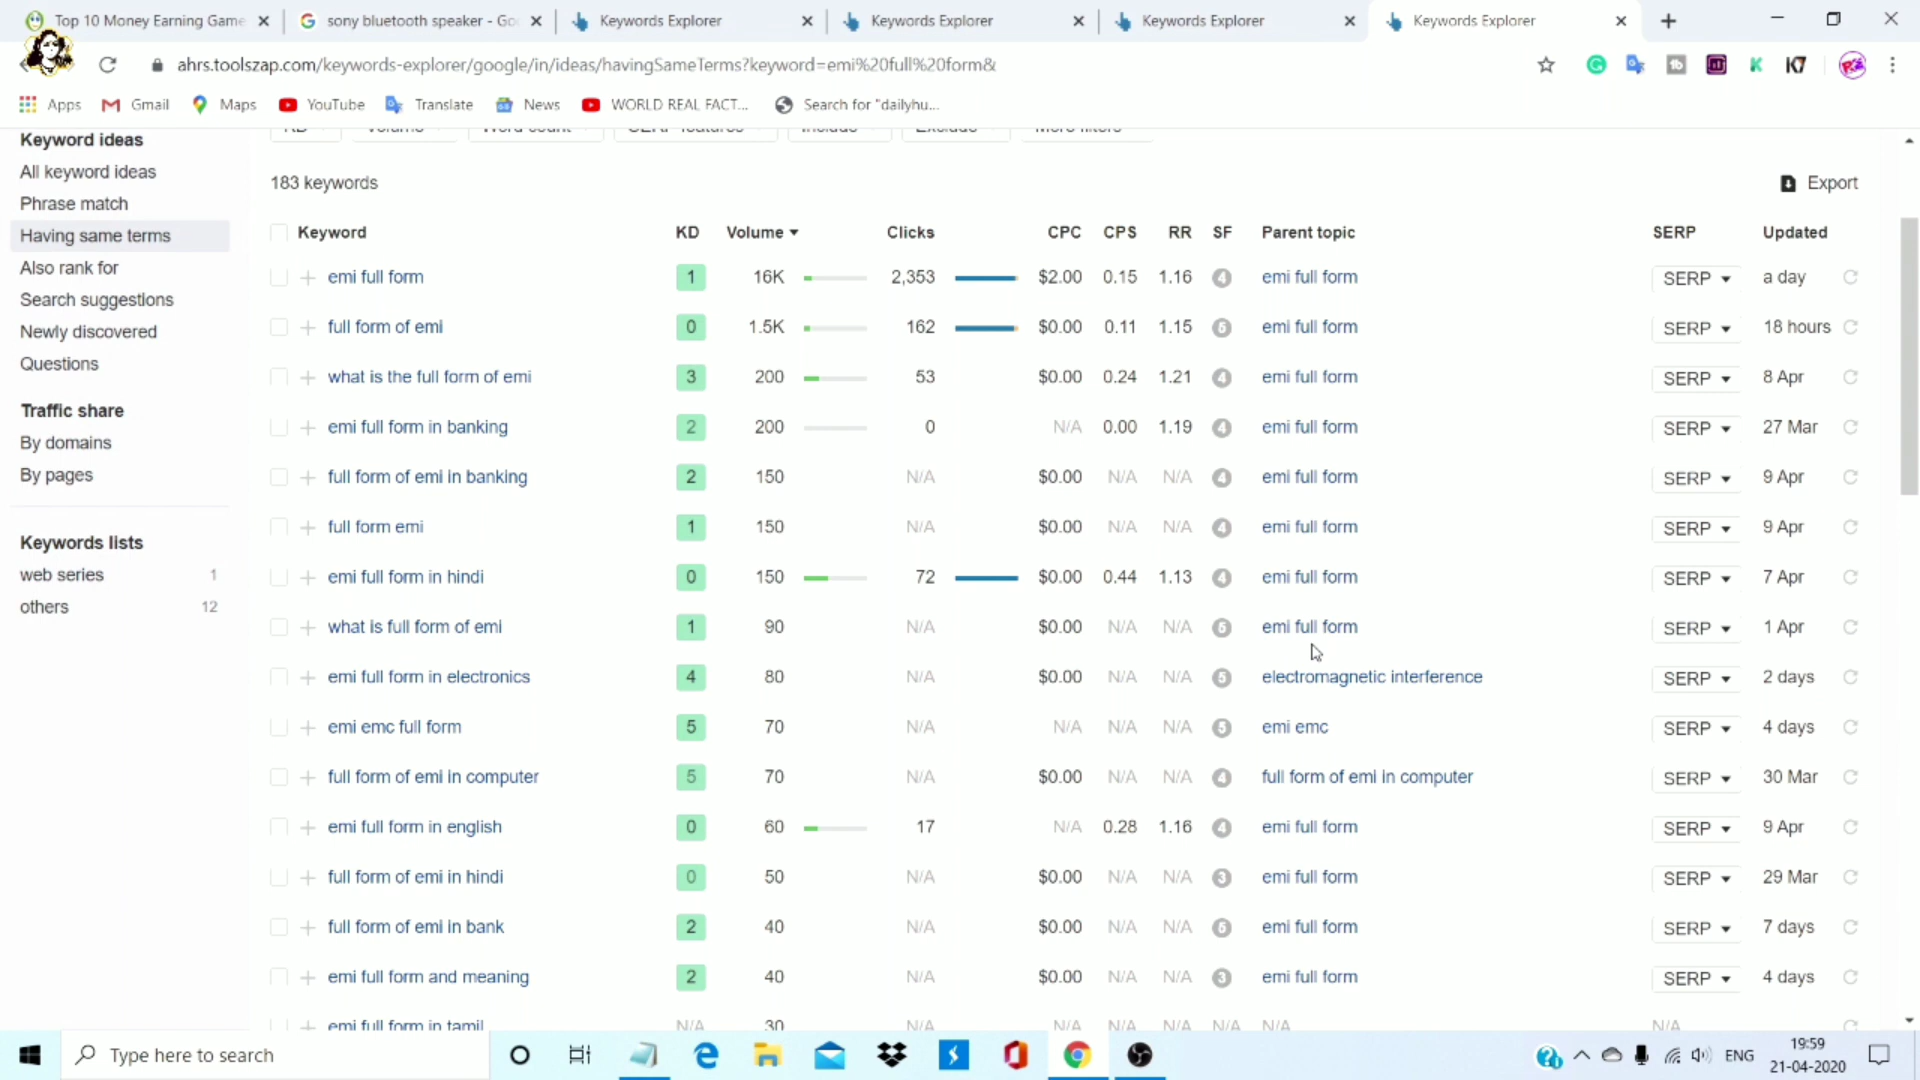 Top 10 Money Earning Game
sony bluetooth speaker - Goo
Keywords Explorer
Keywords Explorer
Keywords Explorer
Keywords Explorer
ahrs.toolszap.com/keywords-explorer/google/in/ideas/havingSameTerms?keyword=emi%20full%20form&
Apps Gmail Maps YouTube Translate News WORLD REAL FACT... Search for "dailyhu...
Keyword ideas
All keyword ideas
Phrase match
Having same terms
Also rank for
Search suggestions
Newly discovered
Questions
Traffic share
By domains
By pages
Keywords lists
web series 1
others 12
KD Volume Word count SERP features Include Exclude More filters
183 keywords
Export
Keyword KD Volume Clicks CPC CPS RR SF Parent topic SERP Updated
emi full form 1 16K 2,353 $2.00 0.15 1.16 4 emi full form SERP a day
full form of emi 0 1.5K 162 $0.00 0.11 1.15 emi full form SERP 18 hours
what is the full form of emi 3 200 53 $0.00 0.24 1.21 4 emi full form SERP 8 Apr
emi full form in banking 2 200 0 N/A 0.00 1.19 4 emi full form SERP 27 Mar
full form of emi in banking 2 150 N/A $0.00 N/A N/A 4 emi full form SERP 9 Apr
full form emi 1 150 N/A $0.00 N/A N/A 4 emi full form SERP 9 Apr
emi full form in hindi 0 150 72 $0.00 0.44 1.13 4 emi full form SERP 7 Apr
what is full form of emi 1 90 N/A $0.00 N/A N/A emi full form SERP 1 Apr
emi full form in electronics 4 80 N/A $0.00 N/A N/A 5 electromagnetic interference SERP 2 days
emi emc full form 5 70 N/A N/A N/A N/A 5 emi emc SERP 4 days
full form of emi in computer 5 70 N/A $0.00 N/A N/A 4 full form of emi in computer SERP 30 Mar
emi full form in english 0 60 17 N/A 0.28 1.16 4 emi full form SERP 9 Apr
full form of emi in hindi 0 50 N/A $0.00 N/A N/A 3 emi full form SERP 29 Mar
full form of emi in bank 2 40 N/A $0.00 N/A N/A emi full form SERP 7 days
emi full form and meaning 2 40 N/A $0.00 N/A N/A 3 emi full form SERP 4 days
emi full form in tamil N/A 30 N/A N/A N/A N/A N/A N/A N/A
Type here to search
ENG
19:59
21-04-2020